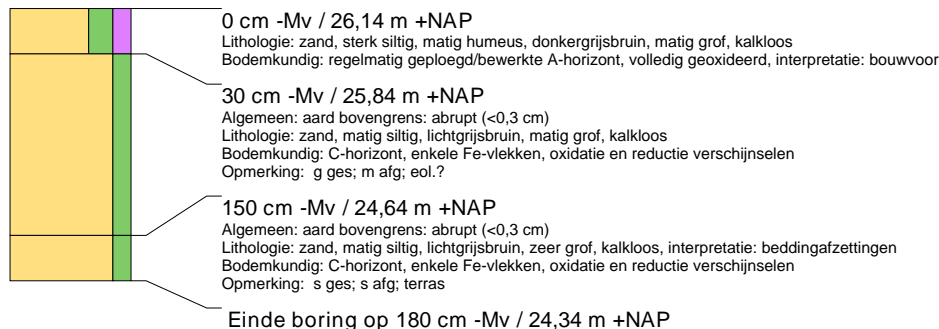 0 cm -Mv / 26,14 m +NAP
Lithologie: zand, sterk siltig, matig humeus, donkergrijsbruin, matig grof, kalkloos
Bodemkundig: regelmatig geploegd/bewerkte A-horizont, volledig geoxideerd, interpretatie: bouwvoor
30 cm -Mv / 25,84 m +NAP
Algemeen: aard bovengrens: abrupt (<0,3 cm)
Lithologie: zand, matig siltig, lichtgrijsbruin, matig grof, kalkloos
Bodemkundig: C-horizont, enkele Fe-vlekken, oxidatie en reductie verschijnselen
Opmerking: g ges; m afg; eol.?
150 cm -Mv / 24,64 m +NAP
Algemeen: aard bovengrens: abrupt (<0,3 cm)
Lithologie: zand, matig siltig, lichtgrijsbruin, zeer grof, kalkloos, interpretatie: beddingafzettingen
Bodemkundig: C-horizont, enkele Fe-vlekken, oxidatie en reductie verschijnselen
Opmerking: s ges; s afg; terras
Einde boring op 180 cm -Mv / 24,34 m +NAP